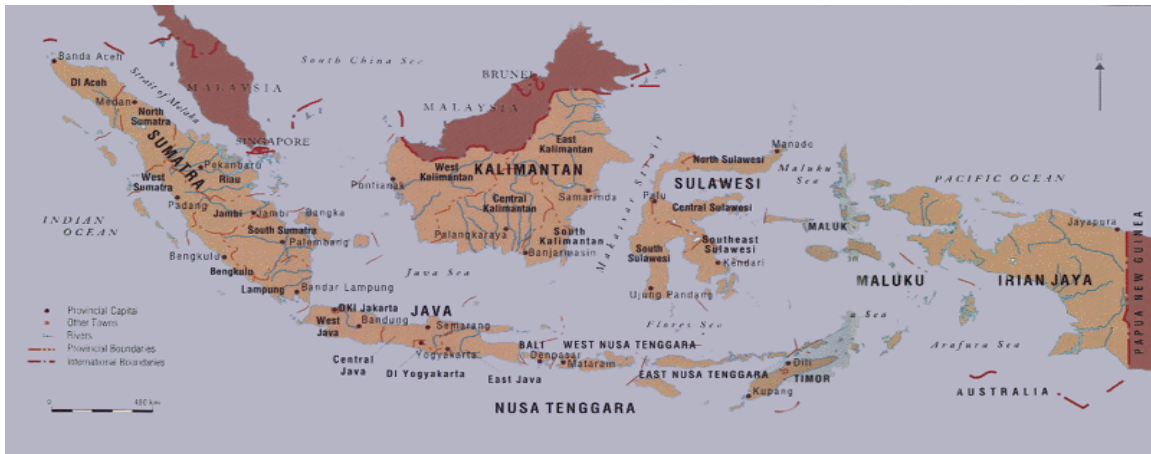 Banda Aceh
DI Aceh
Medan
North
Sumatra
Strait of Melaka
MALAYSIA
South China Sea
SINGAPORE
SUMATRA
Pekanbaru
Riau
West
Sumatra
Padang
INDIAN
OCEAN
Jambi
Jambi
Bangka
South Sumatra
Palembang
Bengkulu
Bengkulu
Lampung
Bandar Lampung
BRUNEI
MALAYSIA
West
Kalimantan
East
Kalimantan
KALIMANTAN
Pontianak
Central
Kalimantan
Samarinda
Palangkaraya
South
Kalimantan
Banjarmasin
Java Sea
Makassar Strait
Manado
North Sulawesi
SULAWESI
Palu
Central Sulawesi
Southeast
Sulawesi
South
Sulawesi
Kendari
Ujung Pandang
Maluku
Sea
MALUK
MALUKU
PACIFIC OCEAN
Jayapura
IRIAN JAYA
PAPUA NEW GUINEA
DKI Jakarta
JAVA
West
Java
Bandung
Semarang
Yogyakarta
Central
Java
DI Yogyakarta
East Java
Flores Sea
BALI
WEST NUSA TENGGARA
Denpasar
Mataram
EAST NUSA TENGGARA
Dili
TIMOR
Kupang
NUSA TENGGARA
a Sea
Arafura Sea
AUSTRALIA
Provincial Capital
Other Towns
Rivers
Provincial Boundaries
International Boundaries
0
km